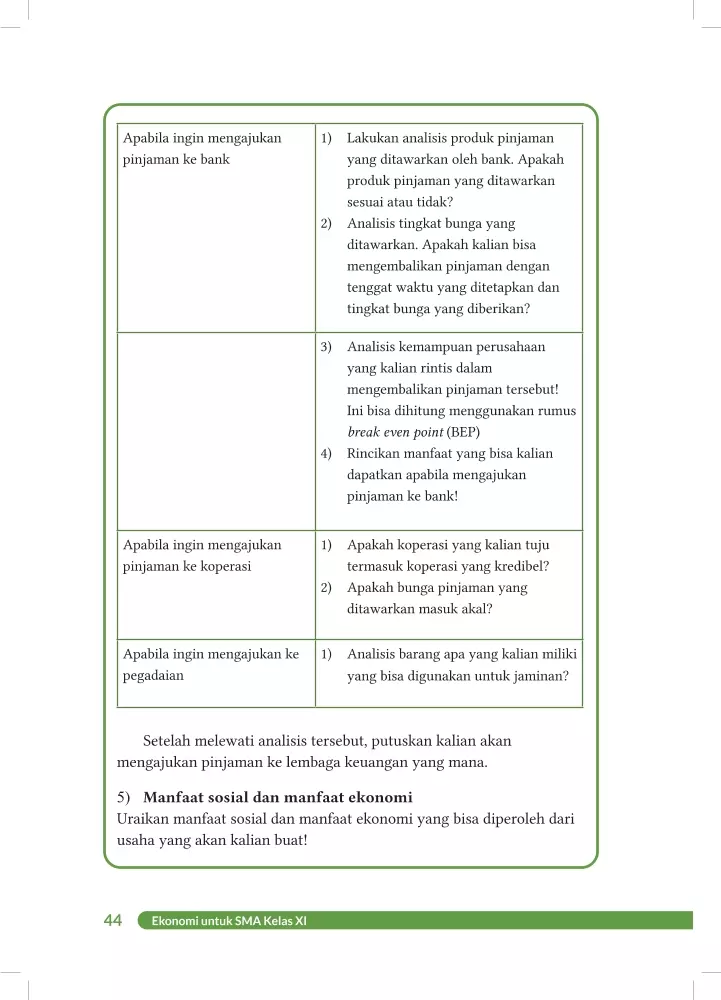 Apabila ingin mengajukan
pinjaman ke bank
1) Lakukan analisis produk pinjaman
yang ditawarkan oleh bank. Apakah
produk pinjaman yang ditawarkan
sesuai atau tidak?
2) Analisis tingkat bunga yang
ditawarkan. Apakah kalian bisa
mengembalikan pinjaman dengan
tenggat waktu yang ditetapkan dan
tingkat bunga yang diberikan?
3) Analisis kemampuan perusahaan
yang kalian rintis dalam
mengembalikan pinjaman tersebut!
Ini bisa dihitung menggunakan rumus
break even point (BEP)
4) Rincikan manfaat yang bisa kalian
dapatkan apabila mengajukan
pinjaman ke bank!
Apabila ingin mengajukan
pinjaman ke koperasi
1) Apakah koperasi yang kalian tuju
termasuk koperasi yang kredibel?
2) Apakah bunga pinjaman yang
ditawarkan masuk akal?
Apabila ingin mengajukan ke
pegadaian
1) Analisis barang apa yang kalian miliki
yang bisa digunakan untuk jaminan?
Setelah melewati analisis tersebut, putuskan kalian akan
mengajukan pinjaman ke lembaga keuangan yang mana.
5) Manfaat sosial dan manfaat ekonomi
Uraikan manfaat sosial dan manfaat ekonomi yang bisa diperoleh dari
usaha yang akan kalian buat!
44 Ekonomi untuk SMA Kelas XI